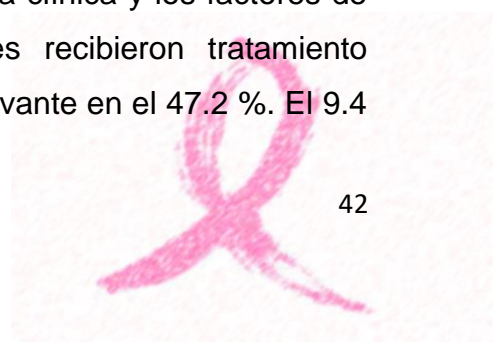 a clínica y los factores de
es recibieron tratamiento
vante en el 47.2 %. El 9.4
42